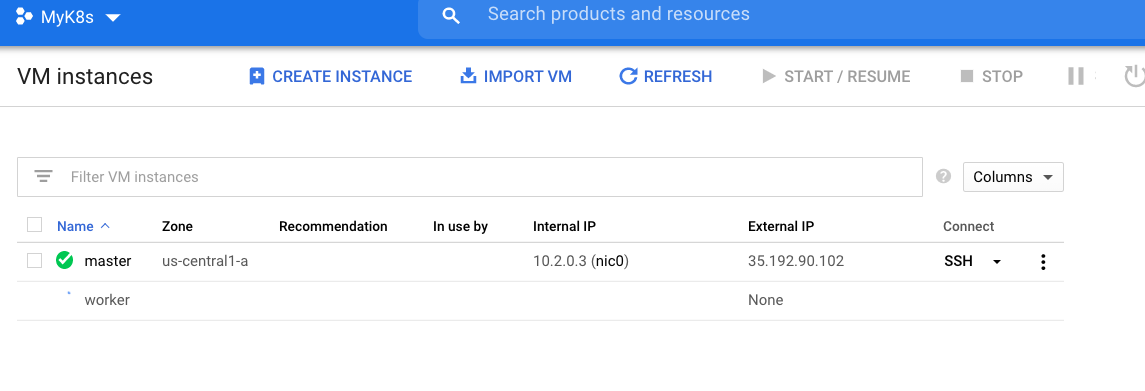 MyK8s Search products and resources
VM instances CREATE INSTANCE IMPORT VM REFRESH START / RESUME STOP
Filter VM instances Columns
Name Zone Recommendation In use by Internal IP External IP Connect
master us-central1-a 10.2.0.3 (nic0) 35.192.90.102 SSH
worker None